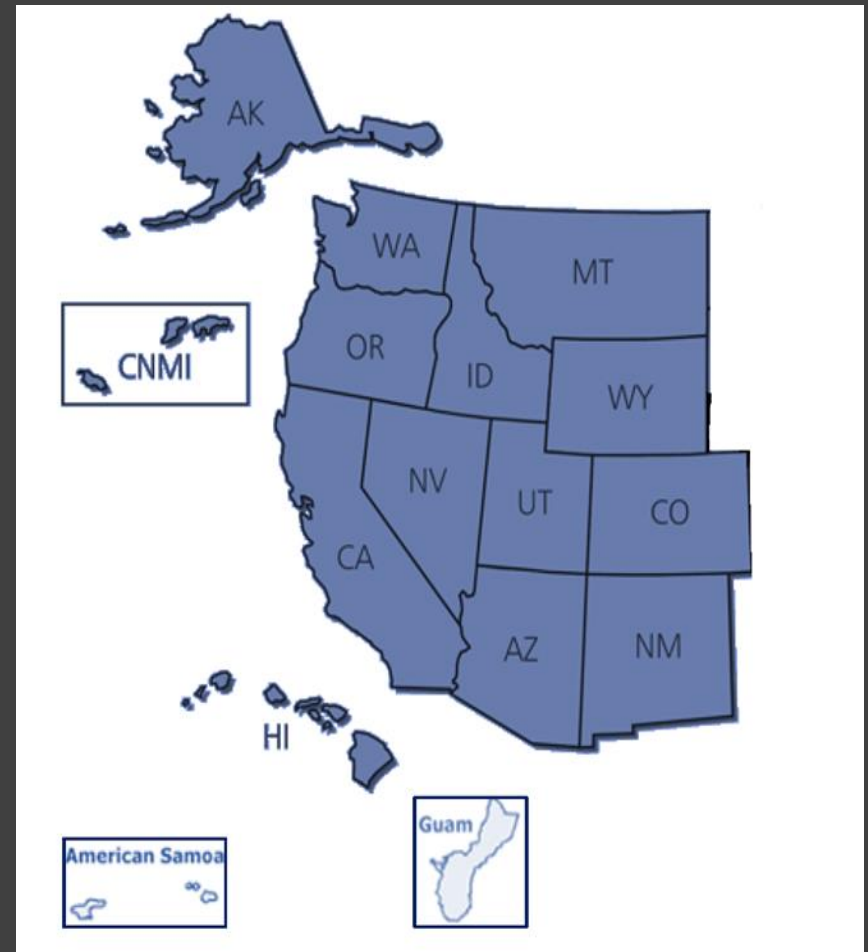 AK
WA
MT
OR
ID
CNMI
WY
NV
UT
CO
CA
AZ
NM
HI
Guam
American Samoa